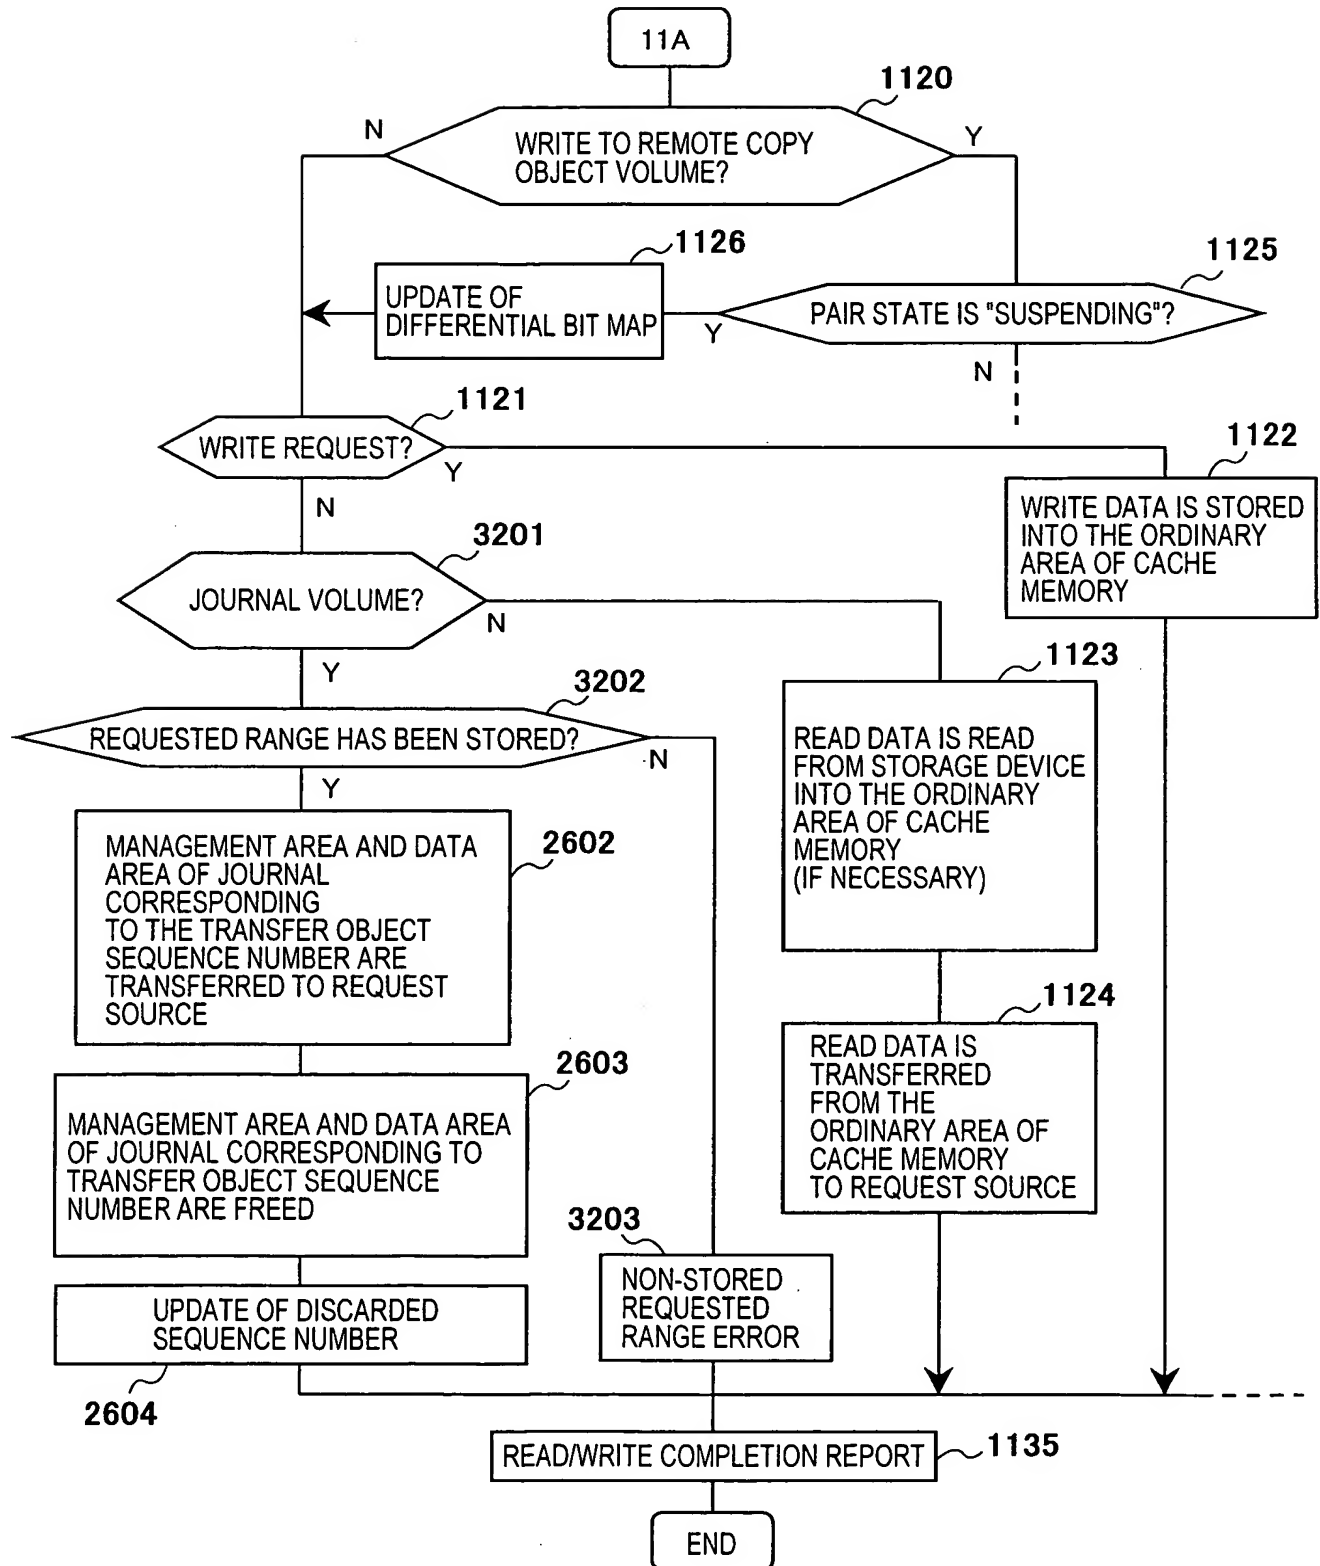 11A
1120
N
WRITE TO REMOTE COPY
OBJECT VOLUME?
Y
1126
1125
UPDATE OF
DIFFERENTIAL BIT MAP
Y
PAIR STATE IS "SUSPENDING"?
N
1121
WRITE REQUEST?
Y
N
1122
WRITE DATA IS STORED
INTO THE ORDINARY
AREA OF CACHE
MEMORY
3201
JOURNAL VOLUME?
N
Y
3202
REQUESTED RANGE HAS BEEN STORED?
N
Y
1123
READ DATA IS READ
FROM STORAGE DEVICE
INTO THE ORDINARY
AREA OF CACHE
MEMORY
(IF NECESSARY)
2602
MANAGEMENT AREA AND DATA
AREA OF JOURNAL
CORRESPONDING
TO THE TRANSFER OBJECT
SEQUENCE NUMBER ARE
TRANSFERRED TO REQUEST
SOURCE
1124
READ DATA IS
TRANSFERRED
FROM THE
ORDINARY AREA OF
CACHE MEMORY
TO REQUEST SOURCE
2603
MANAGEMENT AREA AND DATA AREA
OF JOURNAL CORRESPONDING TO
TRANSFER OBJECT SEQUENCE
NUMBER ARE FREED
3203
NON-STORED
REQUESTED
RANGE ERROR
UPDATE OF DISCARDED
SEQUENCE NUMBER
2604
READ/WRITE COMPLETION REPORT
1135
END